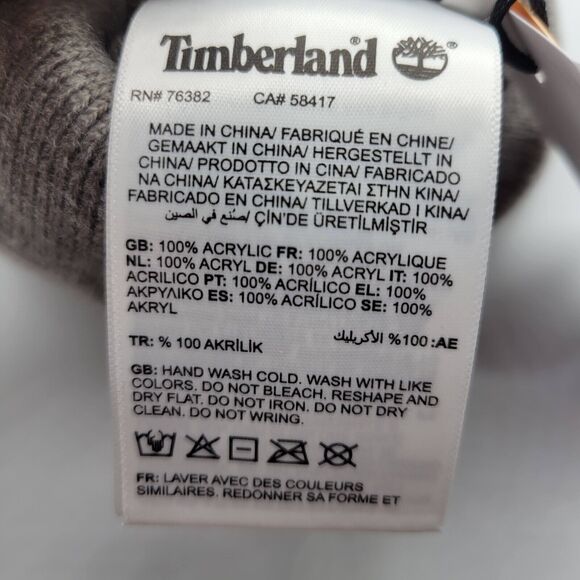 Timberland®
RN# 76382 CA# 58417
MADE IN CHINA/ FABRIQUÉ EN CHINE/
GEMAAKT IN CHINA/ HERGESTELLT IN
CHINA/ PRODOTTO IN CINA/ FABRICADO
NA CHINA/ ΚΑΤΑΣΚΕΥΑΖΕΤΑΙ ΣΤΗΝ ΚΙΝΑ/
FABRICADO EN CHINA/ TILLVERKAD I KINA/
صنع في الصين/ ÇİN'DE ÜRETİLMİŞTİR
GB: 100% ACRYLIC FR: 100% ACRYLIQUE
NL: 100% ACRYL DE: 100% ACRYL IT: 100%
ACRILICO PT: 100% ACRÍLICO EL: 100%
ΑΚΡΥΛΙΚΟ ES: 100% ACRÍLICO SE: 100%
AKRYL
TR: % 100 AKRİLİK
AE: 100% الأكريليك
GB: HAND WASH COLD. WASH WITH LIKE
COLORS. DO NOT BLEACH. RESHAPE AND
DRY FLAT. DO NOT IRON. DO NOT DRY
CLEAN. DO NOT WRING.
FR: LAVER AVEC DES COULEURS
SIMILAIRES. REDONNER SA FORME ET